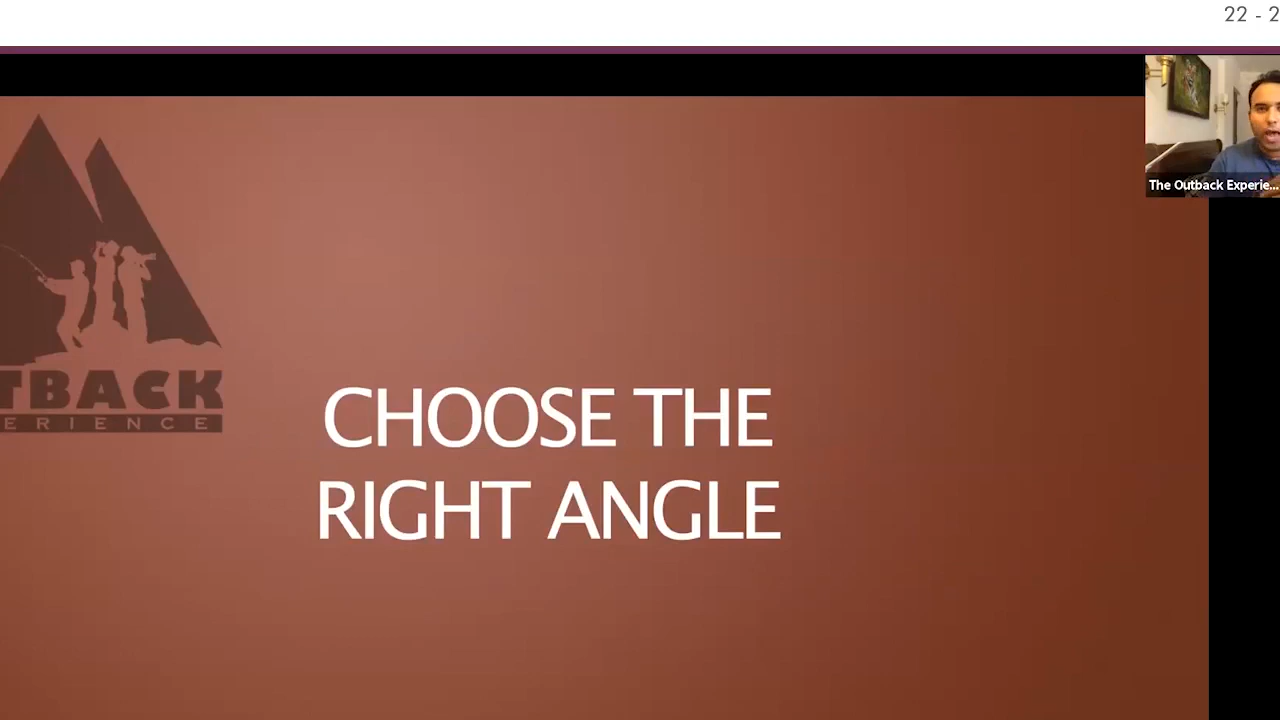 22 - 2
The Outback Experie...
TBACK
ERIENCE
CHOOSE THE
RIGHT ANGLE